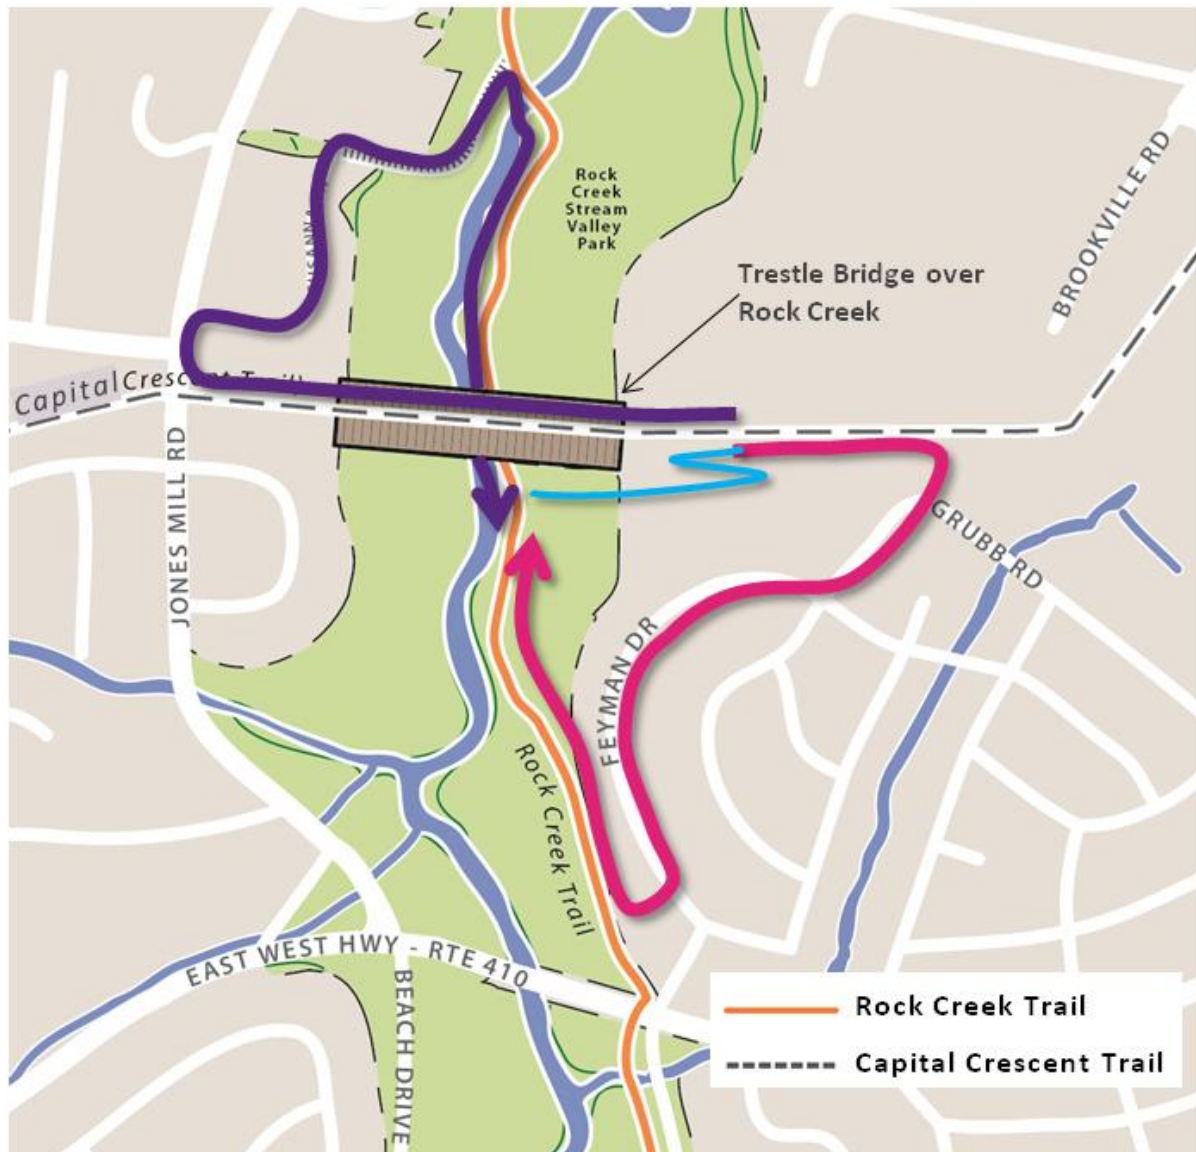 Rock
Creek
Stream
Valley
Park
BROOKVILLE RD
Trestle Bridge over
Rock Creek
Capital Crescent Trail
JONES MILL RD
GRUBB RD
FEYMAN DR
Rock Creek Trail
EAST WEST HWY - RTE 410
BEACH DRIVE
Rock Creek Trail
Capital Crescent Trail